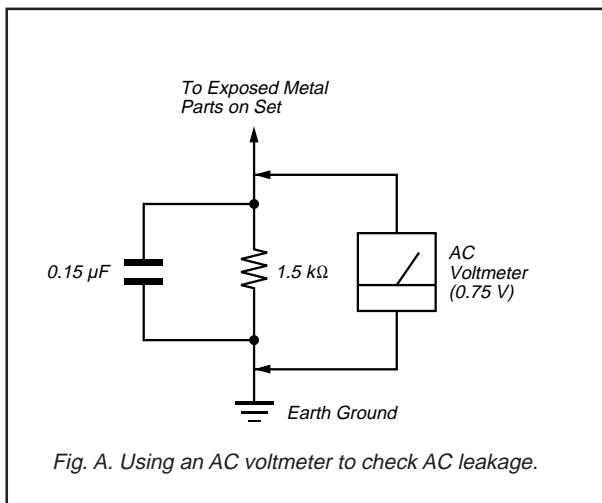 To Exposed Metal
Parts on Set
0.15 µF
1.5 kΩ
AC
Voltmeter
(0.75 V)
Earth Ground
Fig. A. Using an AC voltmeter to check AC leakage.